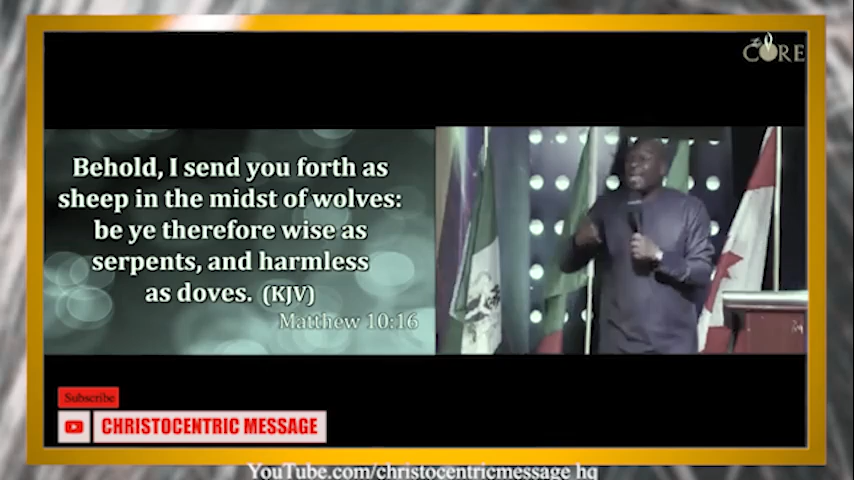 THE
CORE
Behold, I send you forth as
sheep in the midst of wolves:
be ye therefore wise as
serpents, and harmless
as doves. (KJV)
Matthew 10:16
Subscribe
CHRISTOCENTRIC MESSAGE
YouTube.com/christocentricmessage hq